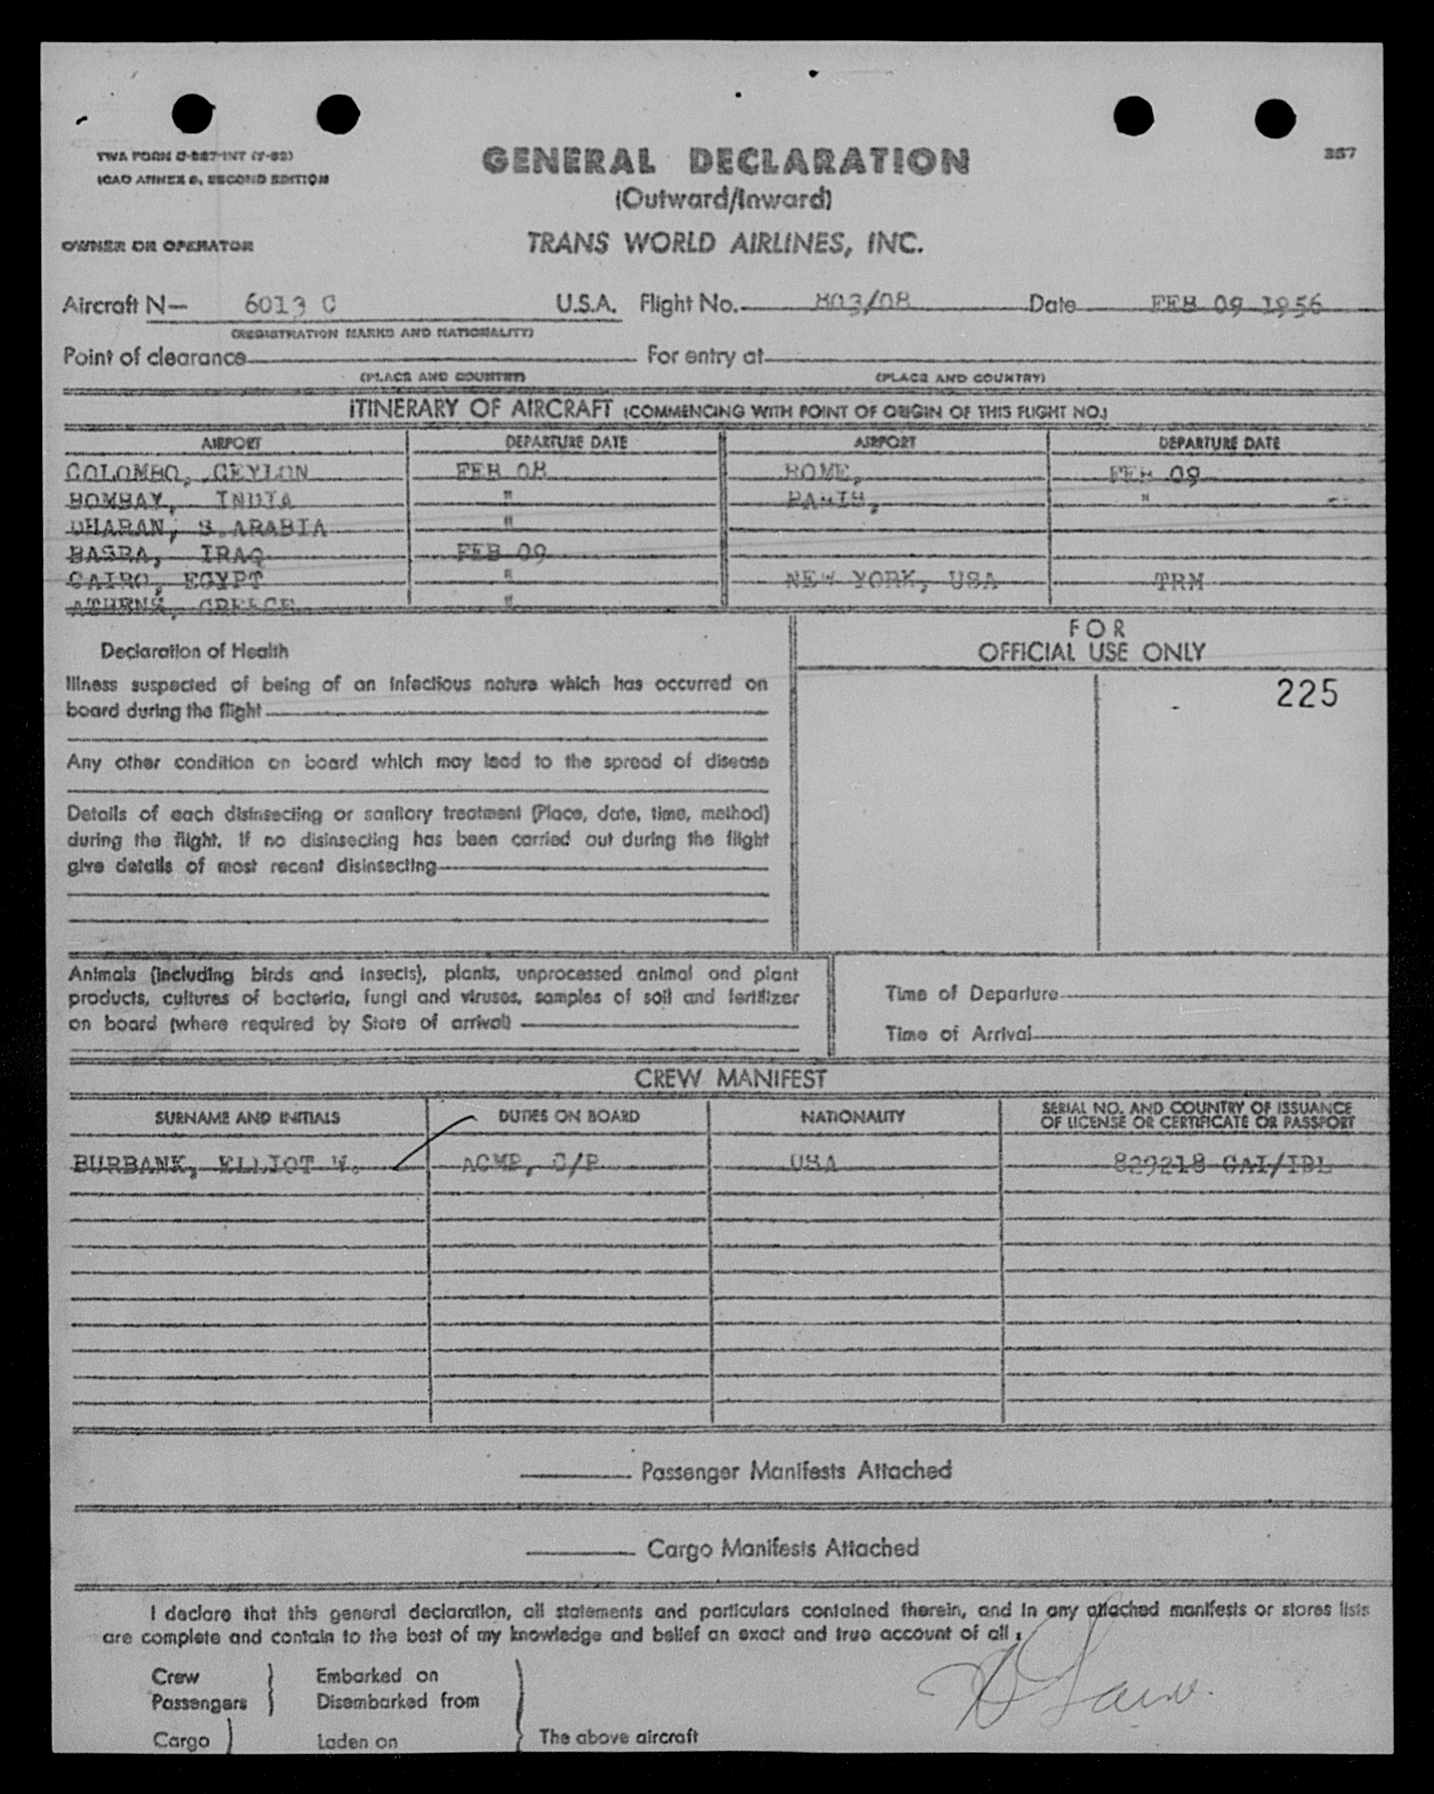 GENERAL DECLARATION
(Outward/Inward)
TWA FORM
ICAO ANNEX 9, SECOND EDITION
357
OWNER OR OPERATOR
TRANS WORLD AIRLINES, INC.
Aircraft N— 6013 C U.S.A. Flight No. 803/08 Date FEB 09 1956
(REGISTRATION MARKS AND NATIONALITY)
Point of clearance For entry at
(PLACE AND COUNTRY) (PLACE AND COUNTRY)
ITINERARY OF AIRCRAFT (COMMENCING WITH POINT OF ORIGIN OF THIS FLIGHT NO.)
AIRPORT DEPARTURE DATE AIRPORT DEPARTURE DATE
COLOMBO, CEYLON FEB 08 ROME, FEB 09
BOMBAY, INDIA " PARIS, "
DHARAN, S.ARABIA "
BASRA, IRAQ FEB 09
CAIRO, EGYPT " NEW YORK, USA TRM
ATHENS, GREECE "
Declaration of Health
FOR
OFFICIAL USE ONLY
Illness suspected of being of an infectious nature which has occurred on
board during the flight
225
Any other condition on board which may lead to the spread of disease
Details of each disinsecting or sanitary treatment (Place, date, time, method)
during the flight. If no disinsecting has been carried out during the flight
give details of most recent disinsecting
Animals (including birds and insects), plants, unprocessed animal and plant
products, cultures of bacteria, fungi and viruses, samples of soil and fertilizer
on board (where required by State of arrival)
Time of Departure
Time of Arrival
CREW MANIFEST
SURNAME AND INITIALS DUTIES ON BOARD NATIONALITY SERIAL NO. AND COUNTRY OF ISSUANCE
OF LICENSE OR CERTIFICATE OR PASSPORT
BURBANK, ELLIOT W. ACMP, C/P USA 829218 CAI/IDL
Passenger Manifests Attached
Cargo Manifests Attached
I declare that this general declaration, all statements and particulars contained therein, and in any attached manifests or stores lists
are complete and contain to the best of my knowledge and belief an exact and true account of all:
Crew Embarked on
Passengers Disembarked from
Cargo Laden on The above aircraft